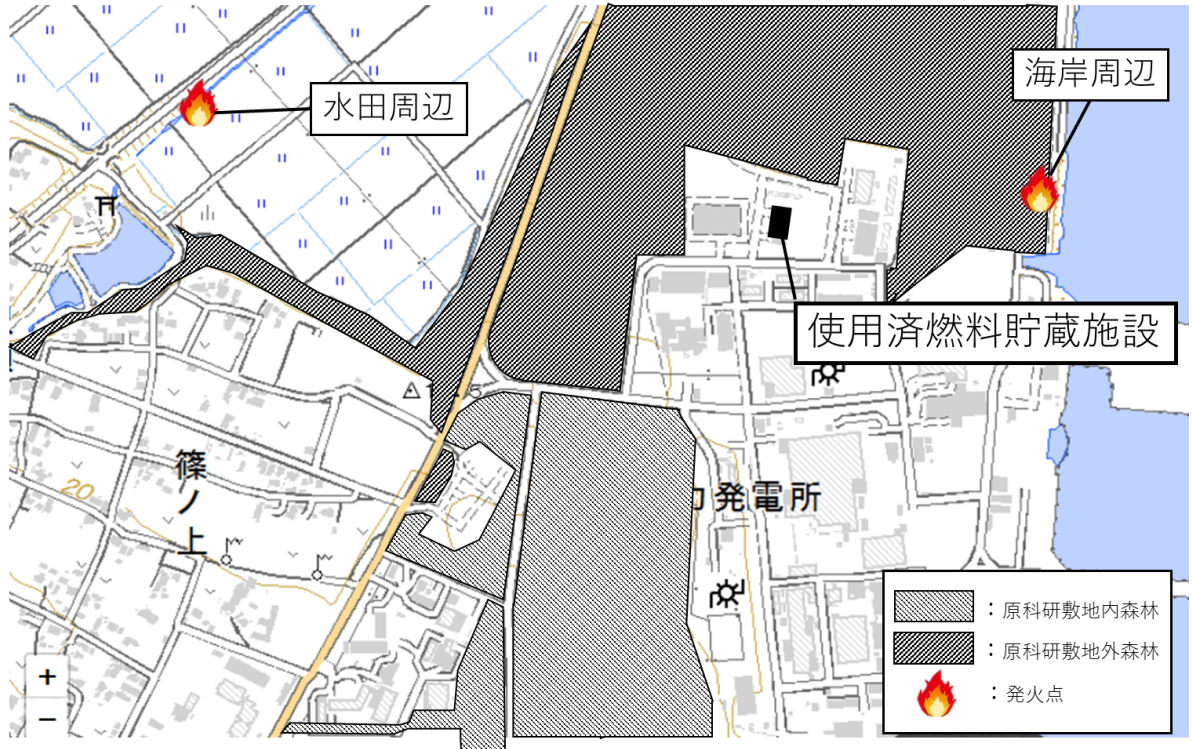 水田周辺
海岸周辺
使用済燃料貯蔵施設
篠ノ上
20
発電所
：原科研敷地内森林
：原科研敷地外森林
：発火点
+
−